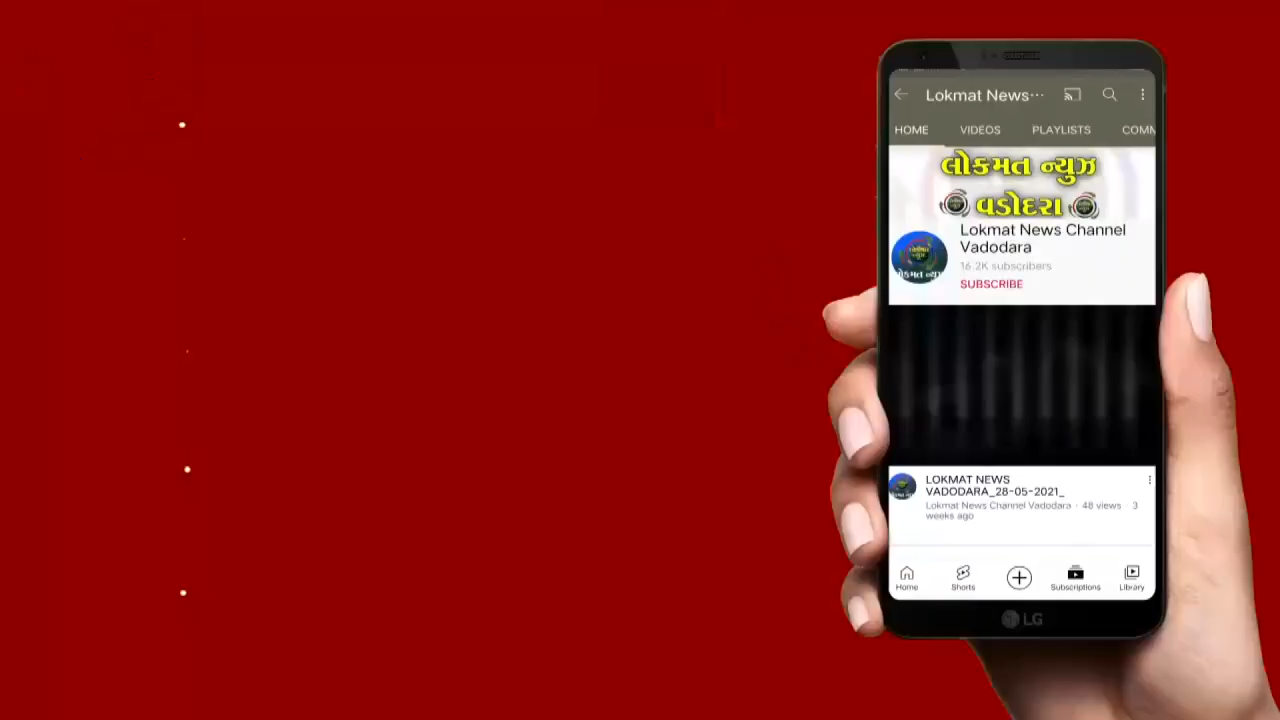 Lokmat News...
HOME VIDEOS PLAYLISTS COMM
લોકમત ન્યુઝ
વડોદરા
Lokmat News Channel
Vadodara
16.2K subscribers
SUBSCRIBE
LOKMAT NEWS
VADODARA_28-05-2021_
Lokmat News Channel Vadodara · 48 views · 3
weeks ago
Home Shorts Subscriptions Library
LG